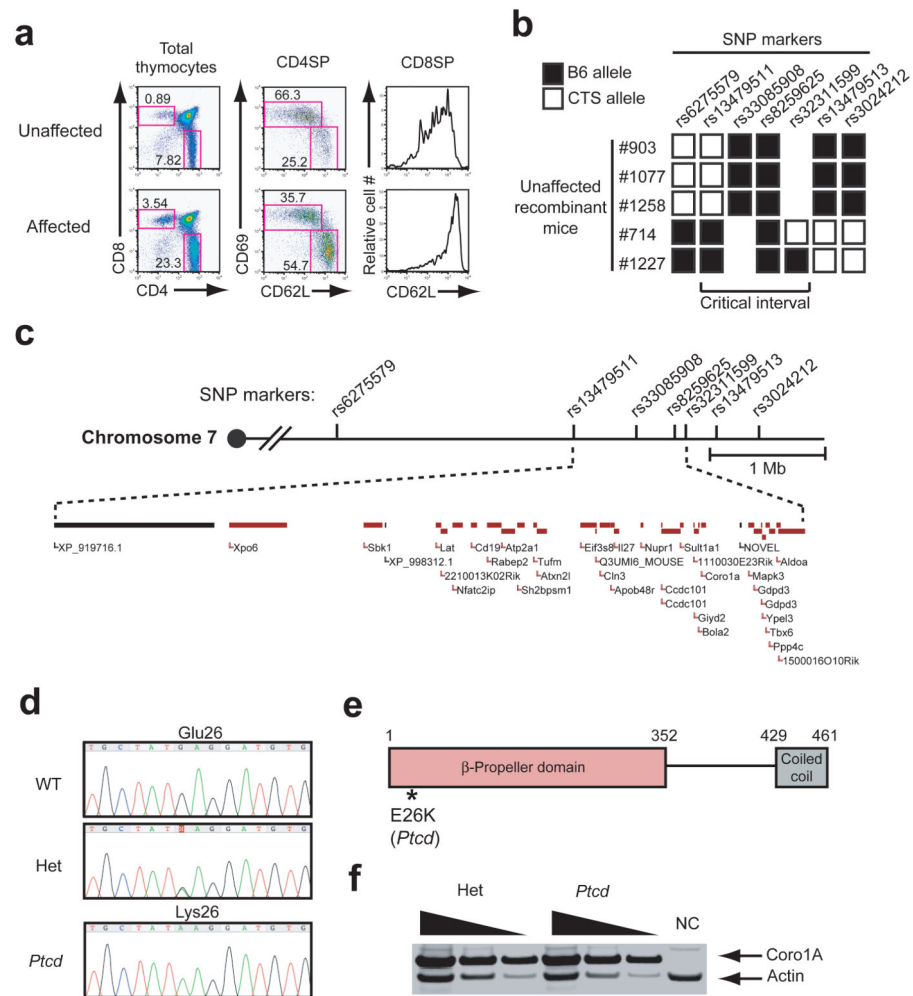 a
Total thymocytes
CD4SP
CD8SP
Unaffected
0.89
7.82
66.3
25.2
Affected
3.54
23.3
35.7
54.7
CD8
CD69
Relative cell #
CD4
CD62L
CD62L
b
SNP markers
B6 allele
CTS allele
rs6275579
rs13479511
rs33085908
rs8259625
rs32311599
rs13479513
rs3024212
Unaffected recombinant mice
#903
#1077
#1258
#714
#1227
Critical interval
c
SNP markers:
rs6275579
rs13479511
rs33085908
rs8259625
rs32311599
rs13479513
rs3024212
Chromosome 7
1 Mb
XP_919716.1
Xpo6
Sbk1
Lat
Cd19
Atp2a1
Eif3s8
Il27
Nupr1
Sult1a1
NOVEL
XP_998312.1
Rabep2
Tufm
Q3UMI6_MOUSE
1110030E23Rik
Aldoa
2210013K02Rik
Atxn2l
Cln3
Coro1a
Mapk3
Nfatc2ip
Sh2bpsm1
Apob48r
Ccdc101
Gdpd3
Ccdc101
Gdpd3
Giyd2
Ypel3
Bola2
Tbx6
Ppp4c
1500016O10Rik
d
Glu26
WT
T G C T A T G A G G A T G T G
Het
T G C T A T A G G A T G T G
Lys26
Ptcd
T G C T A T A A G G A T G T G
e
1
352
429
461
β-Propeller domain
Coiled coil
*
E26K
(Ptcd)
f
Het
Ptcd
NC
Coro1A
Actin